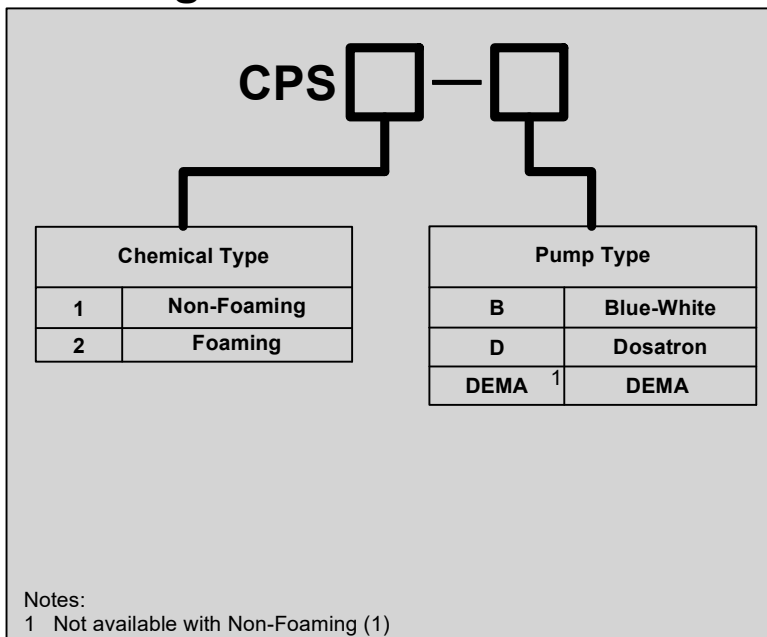 CPS —
Chemical Type
1 Non-Foaming
2 Foaming
Pump Type
B Blue-White
D Dosatron
DEMA 1 DEMA
Notes:
1 Not available with Non-Foaming (1)